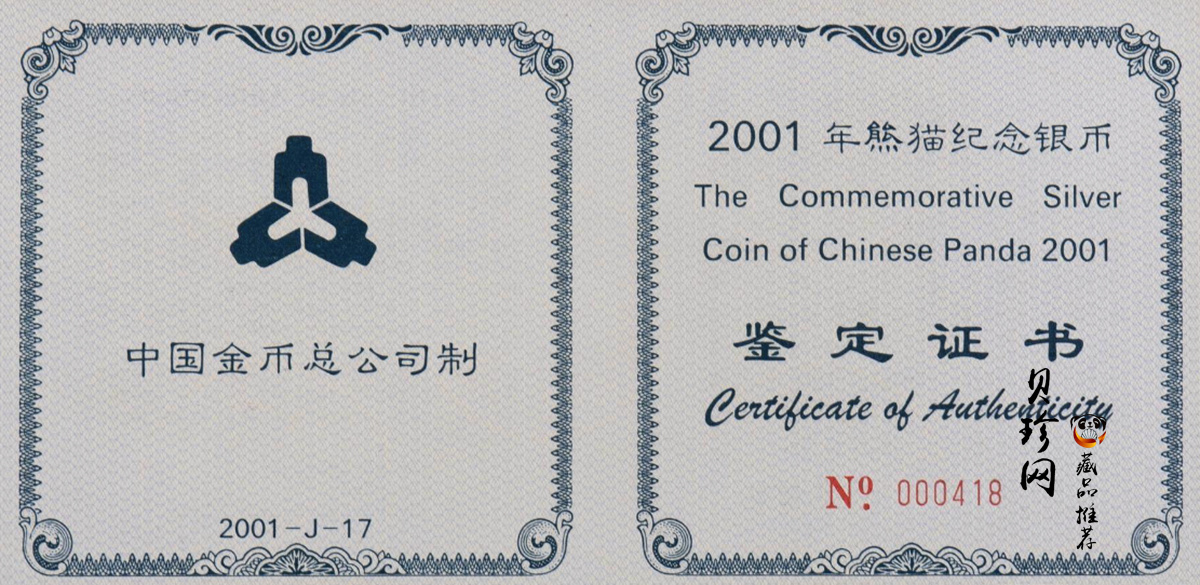 中国金币总公司制
2001-J-17
2001 年熊猫纪念银币
The Commemorative Silver
Coin of Chinese Panda 2001
鉴定证书
Certificate of Authenticity
Nº 000418
贝珍网
藏品推荐